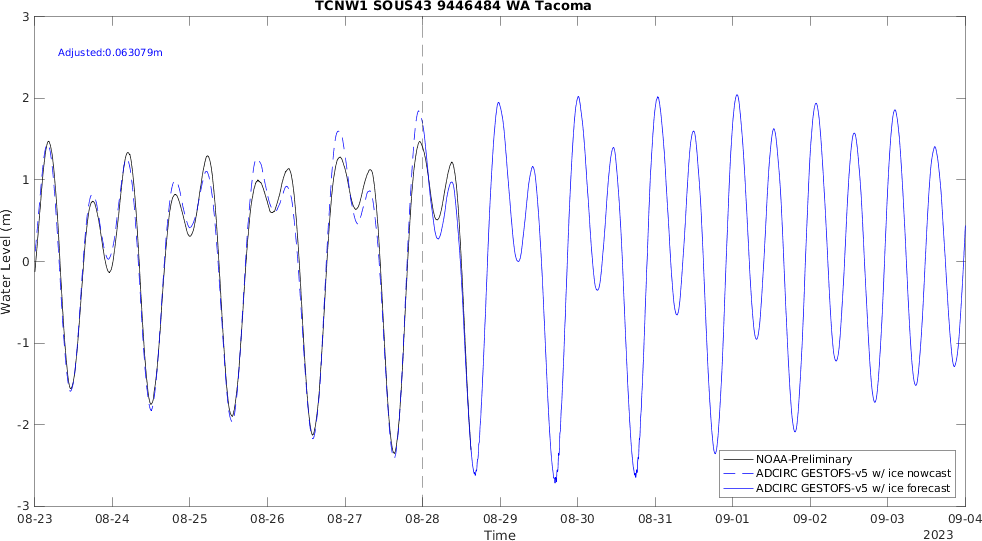 TCNW1 SOUS43 9446484 WA Tacoma
Adjusted:0.063079m
Water Level (m)
3
2
1
0
-1
-2
-3
NOAA-Preliminary
ADCIRC GESTOFS-v5 w/ ice nowcast
ADCIRC GESTOFS-v5 w/ ice forecast
08-23 08-24 08-25 08-26 08-27 08-28 08-29 08-30 08-31 09-01 09-02 09-03 09-04
Time
2023